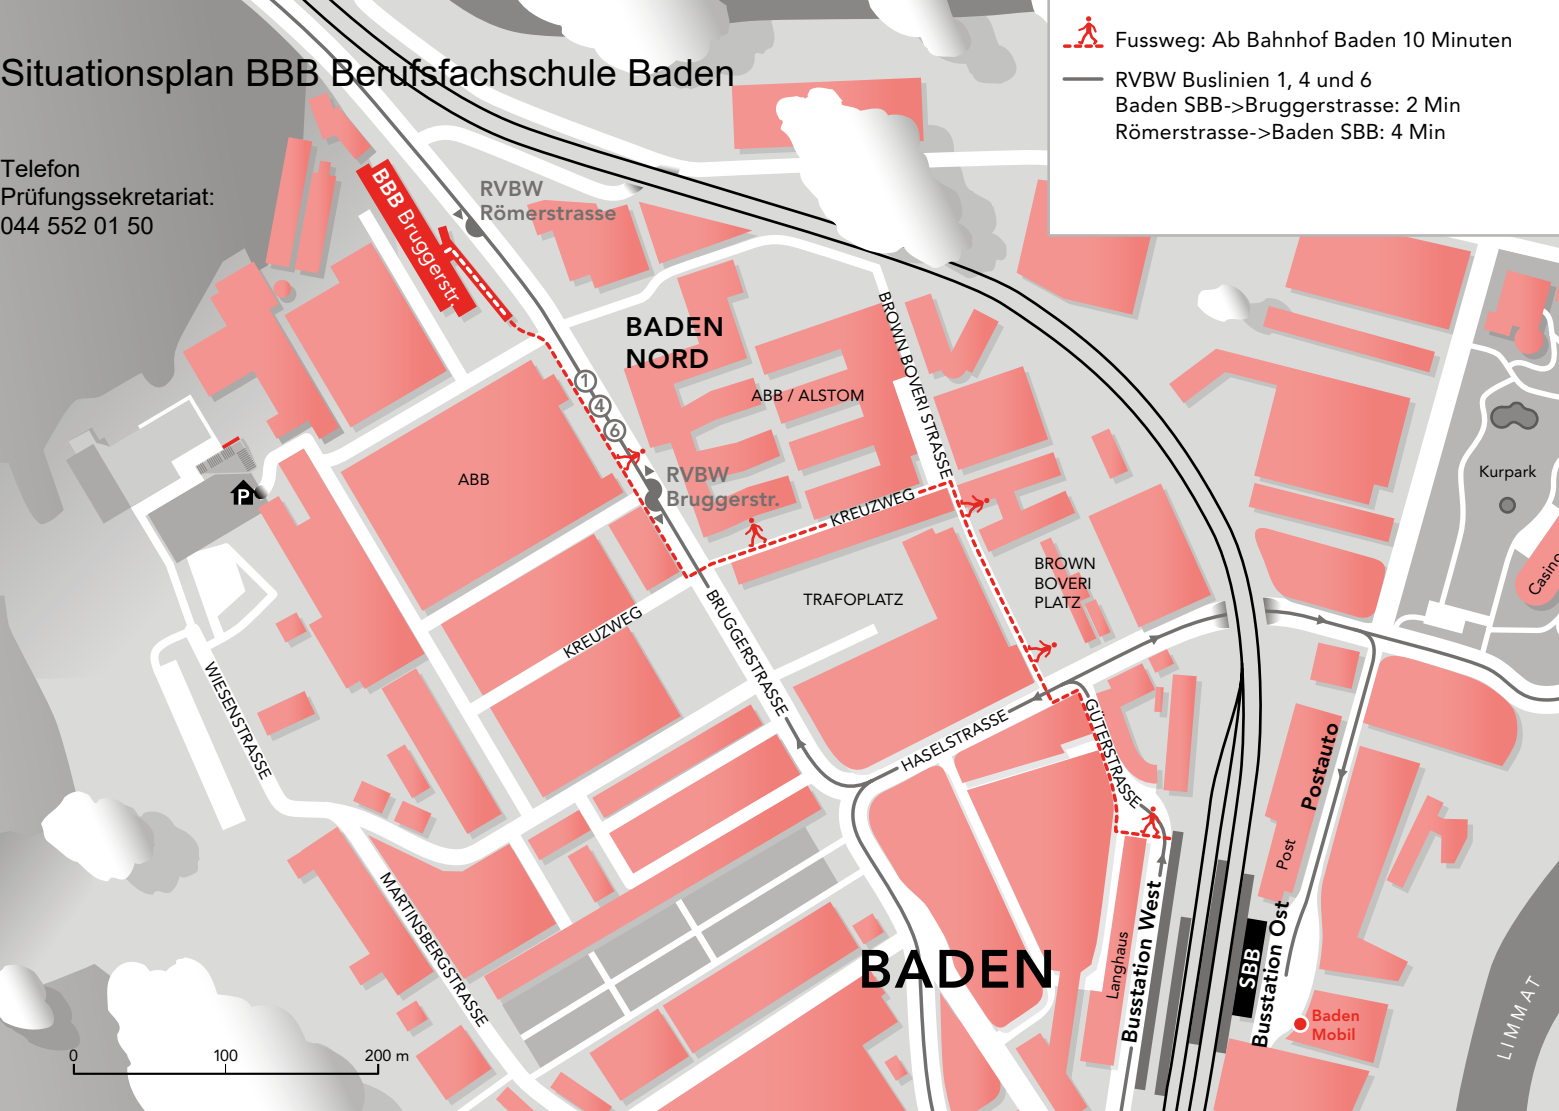 Situationsplan BBB Berufsfachschule Baden
Telefon
Prüfungssekretariat:
044 552 01 50
Fussweg: Ab Bahnhof Baden 10 Minuten
RVBW Buslinien 1, 4 und 6
Baden SBB->Bruggerstrasse: 2 Min
Römerstrasse->Baden SBB: 4 Min
BBB Bruggerstr.
RVBW
Römerstrasse
BADEN
NORD
1
4
6
RVBW
Bruggerstr.
ABB / ALSTOM
BROWN BOVERI STRASSE
ABB
P
KREUZWEG
KREUZWEG
TRAFOPLATZ
BROWN
BOVERI
PLATZ
BRUGGERSTRASSE
HASELSTRASSE
GÜTERSTRASSE
WIESENSTRASSE
MARTINSBERGSTRASSE
Kurpark
Casino
Postauto
Post
BADEN
Langhaus
Busstation West
SBB
Busstation Ost
Baden
Mobil
LIMMAT
0
100
200 m